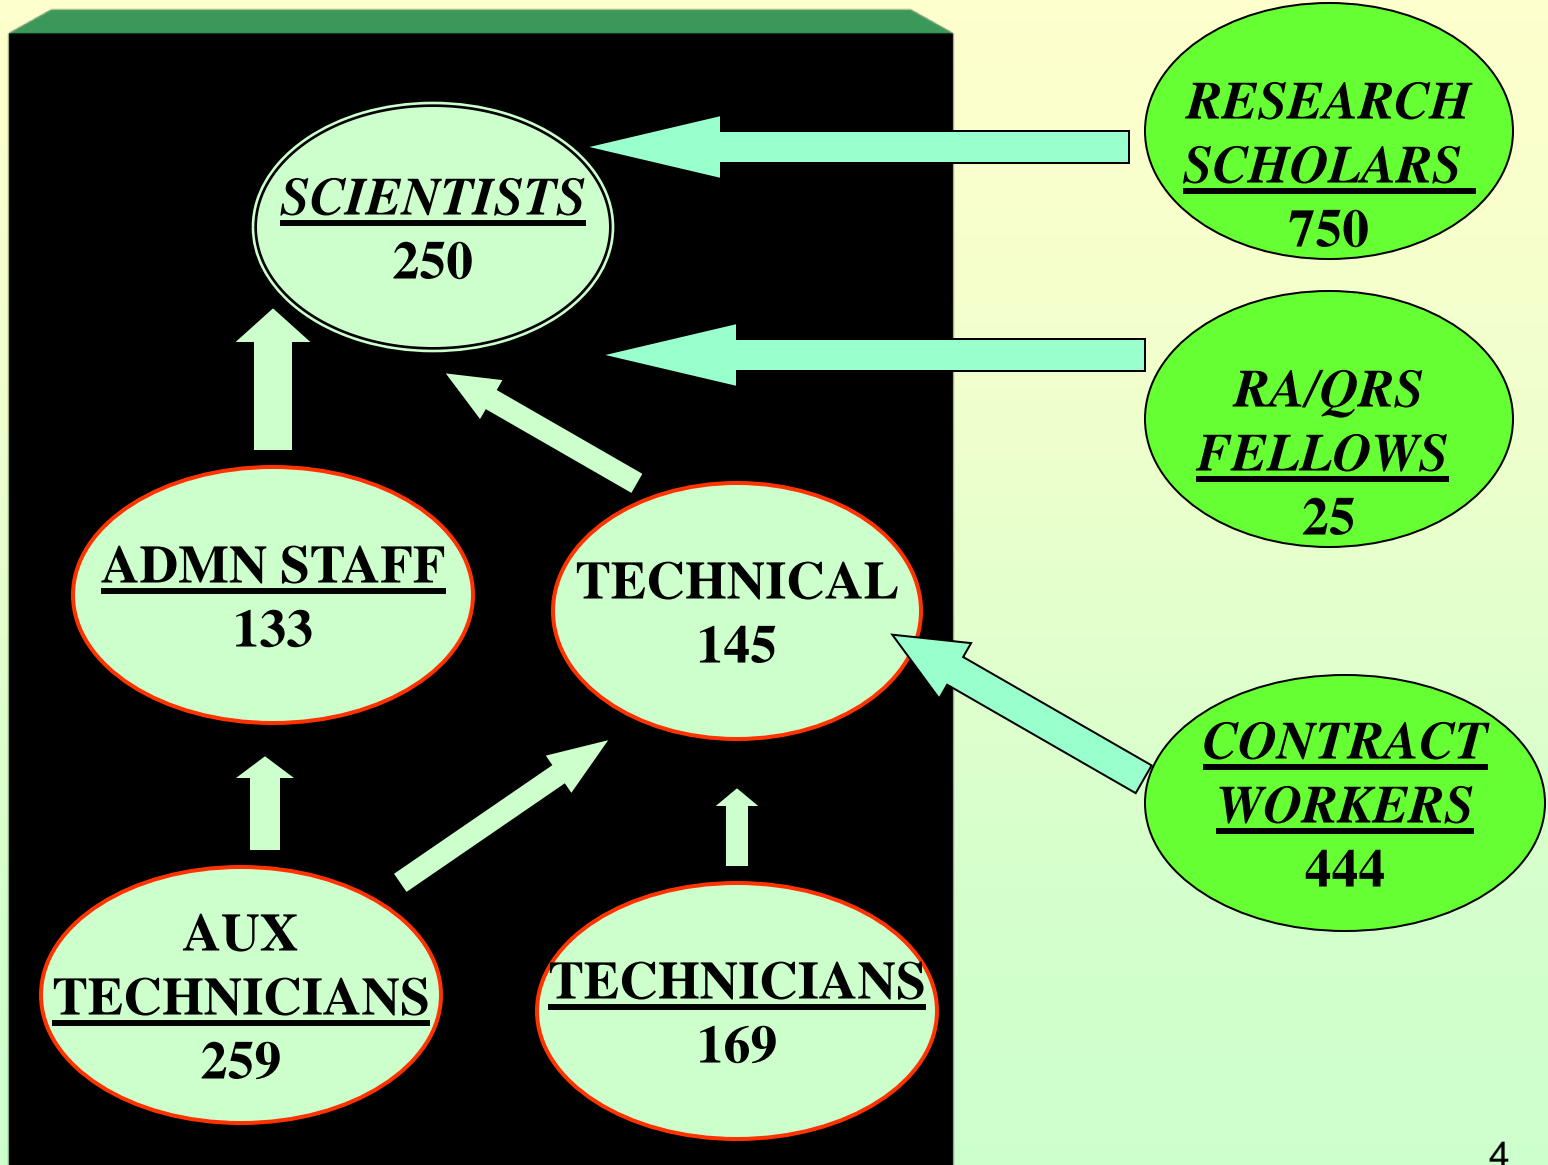 SCIENTISTS
250
RESEARCH
SCHOLARS
750
RA/QRS
FELLOWS
25
ADMN STAFF
133
TECHNICAL
145
CONTRACT
WORKERS
444
AUX
TECHNICIANS
259
TECHNICIANS
169
4